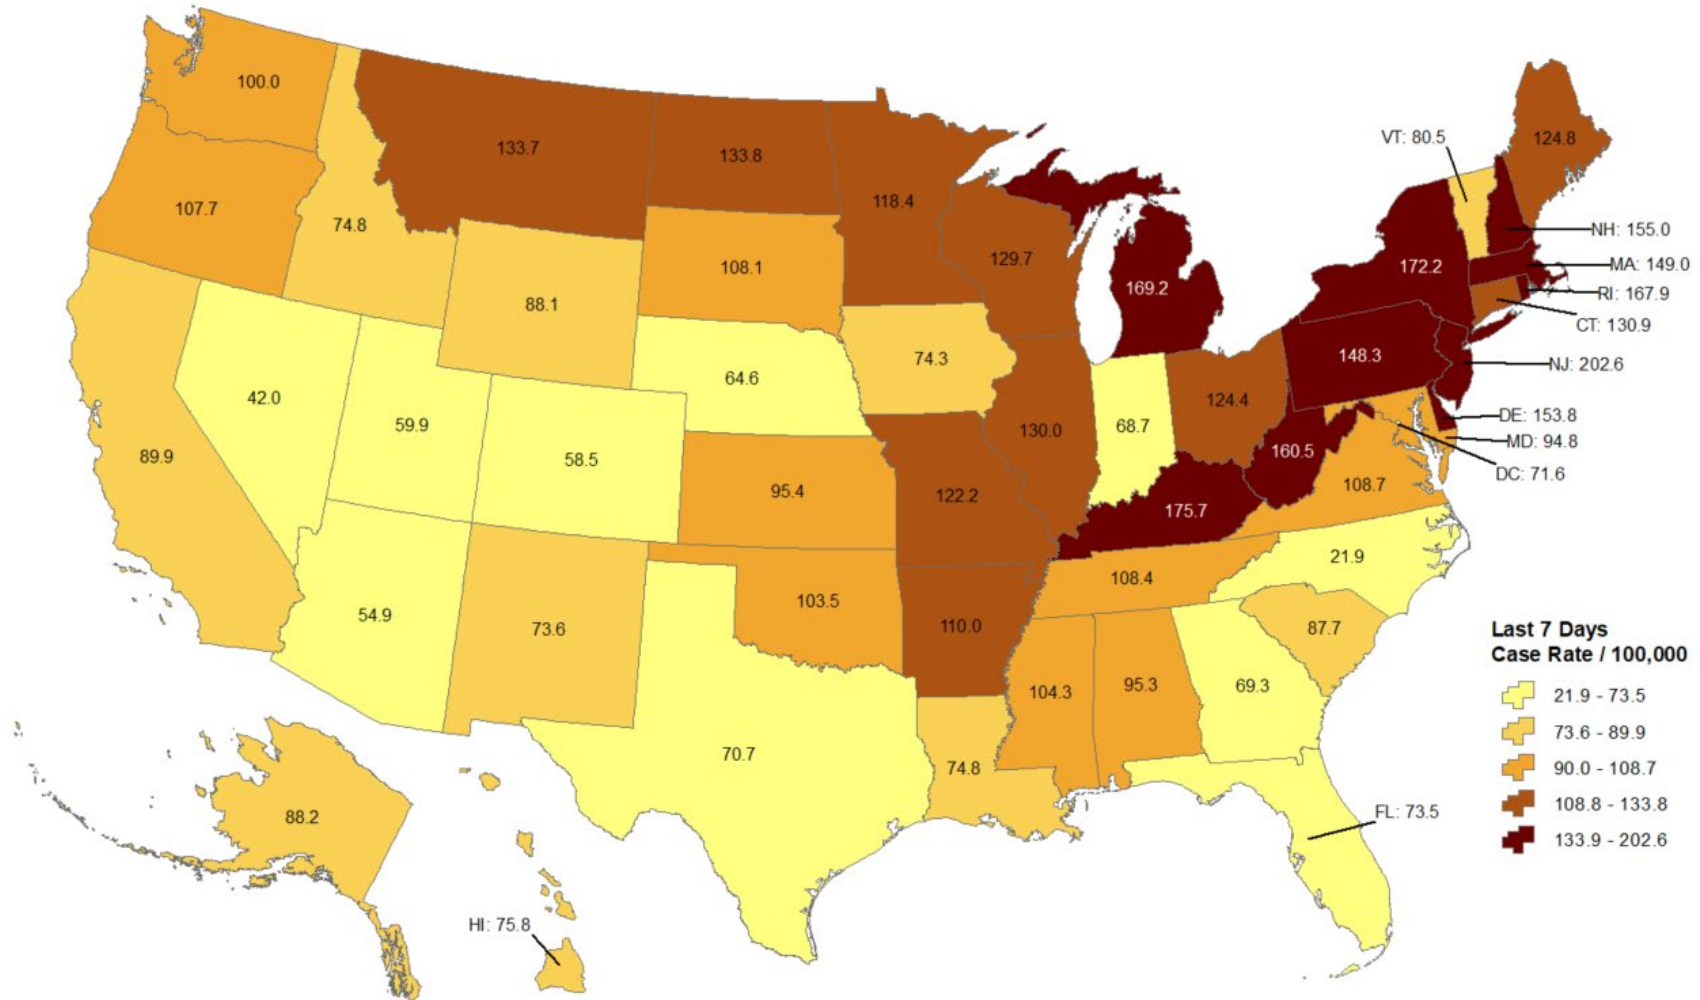 100.0
133.7
133.8
124.8
VT: 80.5
107.7
74.8
118.4
NH: 155.0
108.1
129.7
172.2
MA: 149.0
88.1
169.2
RI: 167.9
CT: 130.9
74.3
148.3
NJ: 202.6
64.6
42.0
59.9
124.4
DE: 153.8
68.7
130.0
MD: 94.8
89.9
58.5
160.5
DC: 71.6
95.4
122.2
108.7
175.7
21.9
108.4
54.9
73.6
103.5
110.0
87.7
Last 7 Days
Case Rate / 100,000
104.3
95.3
69.3
21.9 - 73.5
73.6 - 89.9
70.7
74.8
90.0 - 108.7
108.8 - 133.8
88.2
FL: 73.5
133.9 - 202.6
HI: 75.8